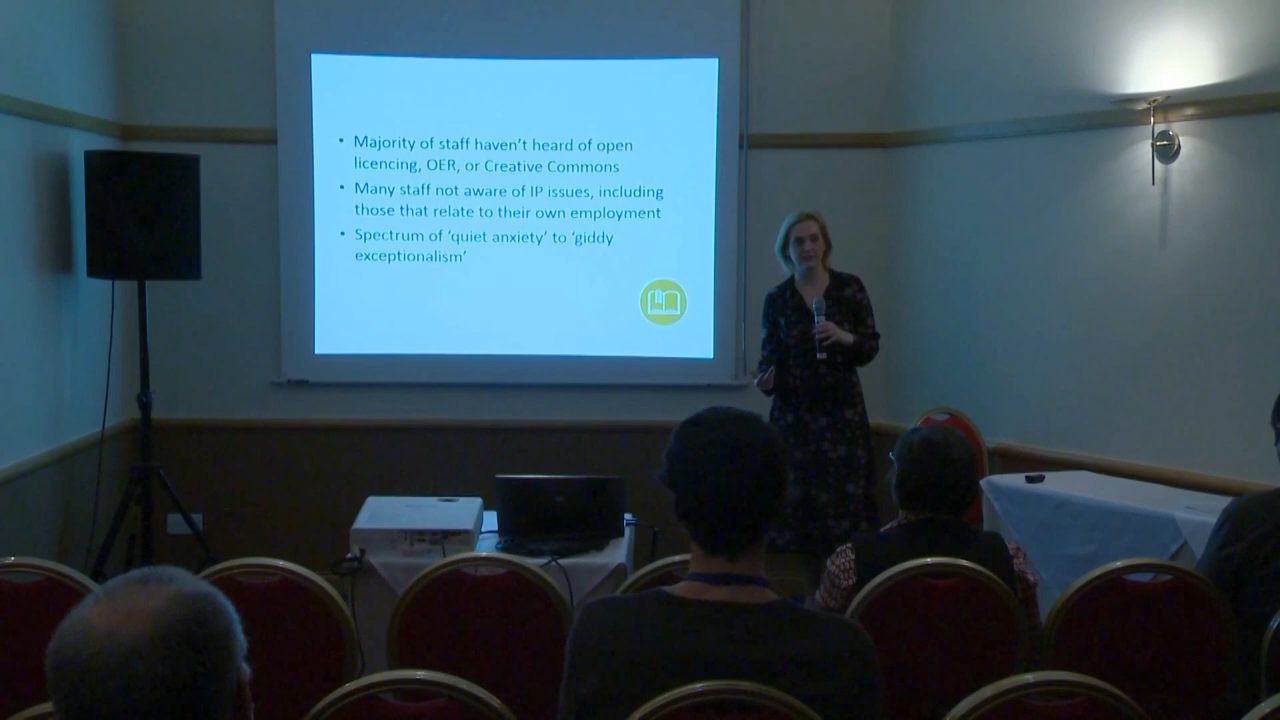 • Majority of staff haven't heard of open
licencing, OER, or Creative Commons
• Many staff not aware of IP issues, including
those that relate to their own employment
• Spectrum of 'quiet anxiety' to 'giddy
exceptionalism'